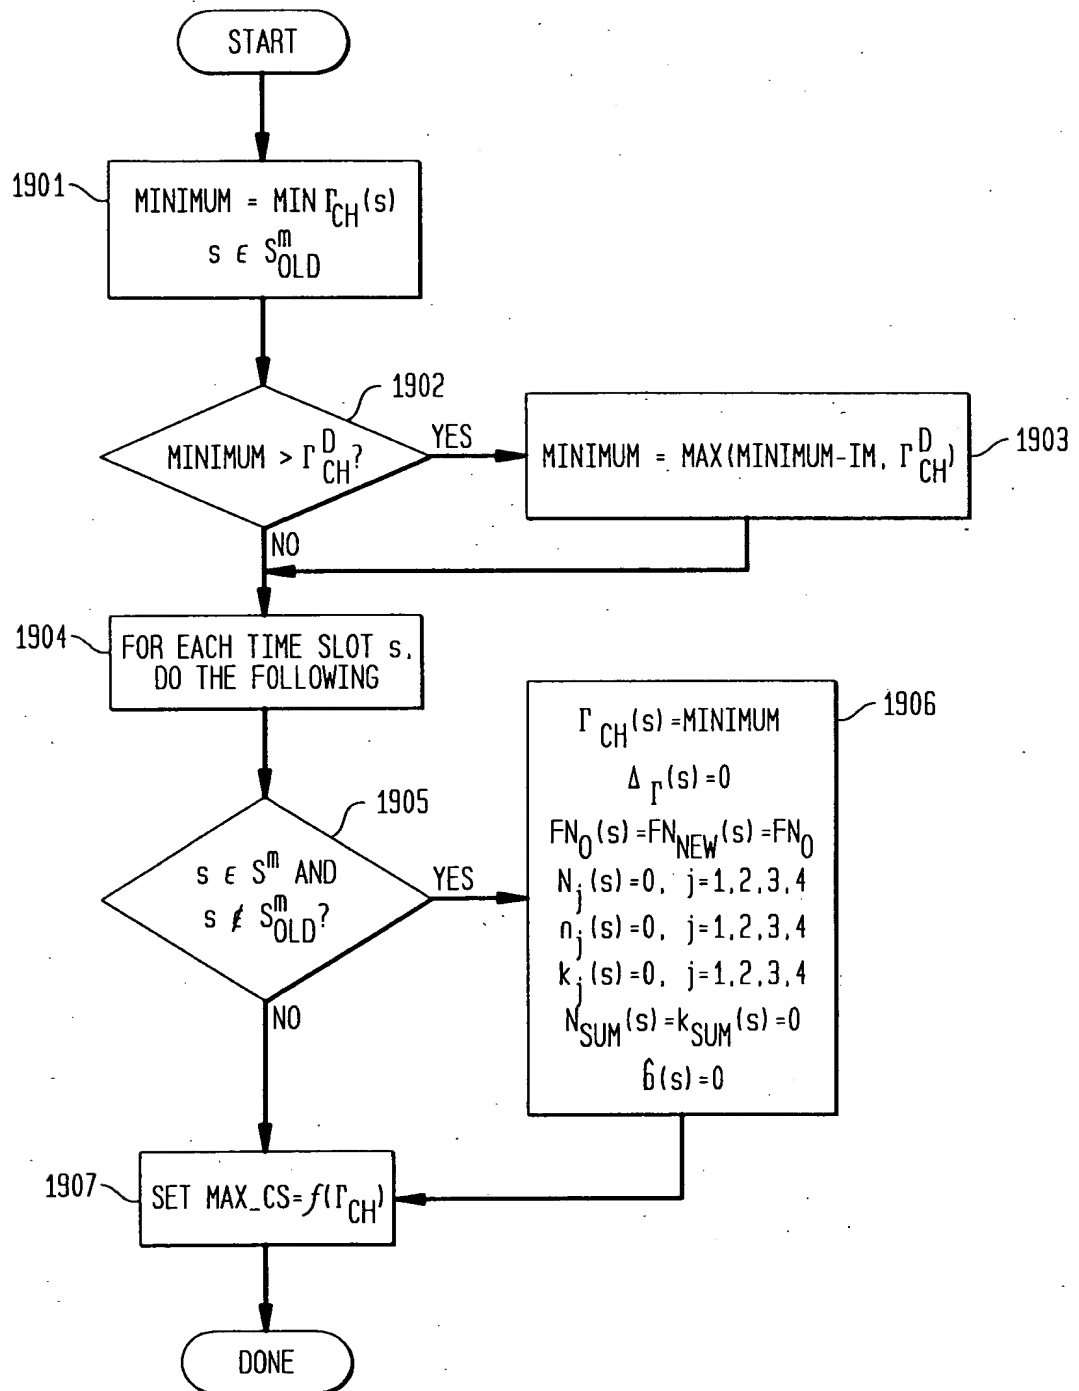 START
1901
MINIMUM = MIN Γ_CH(s)
s ϵ S^m_OLD
1902
MINIMUM > Γ^D_CH?
YES
NO
1903
MINIMUM = MAX(MINIMUM-IM, Γ^D_CH)
1904
FOR EACH TIME SLOT s,
DO THE FOLLOWING
1905
s ϵ S^m AND
s ∉ S^m_OLD?
YES
NO
1906
Γ_CH(s)=MINIMUM
Δ_Γ(s)=0
FN_0(s)=FN_NEW(s)=FN_0
N_j(s)=0, j=1,2,3,4
n_j(s)=0, j=1,2,3,4
k_j(s)=0, j=1,2,3,4
N_SUM(s)=k_SUM(s)=0
b̂(s)=0
1907
SET MAX_CS=f(Γ_CH)
DONE